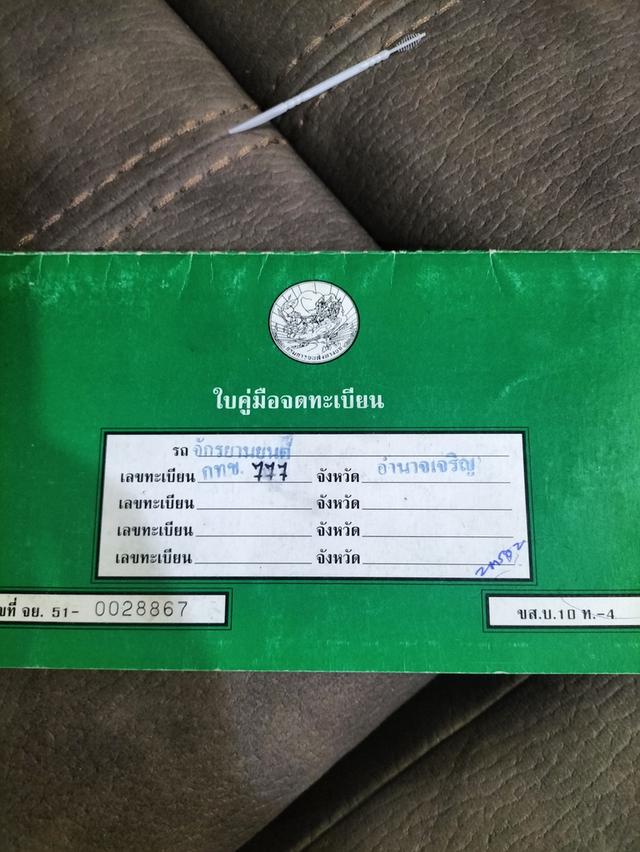 ใบคู่มือจดทะเบียน
รถ จักรยานยนต์
เลขทะเบียน คทช. 777 จังหวัด อำนาจเจริญ
เลขทะเบียน จังหวัด
เลขทะเบียน จังหวัด
เลขทะเบียน จังหวัด
ที่ จย. 51- 0028867
ขส.บ.10 ท.-4